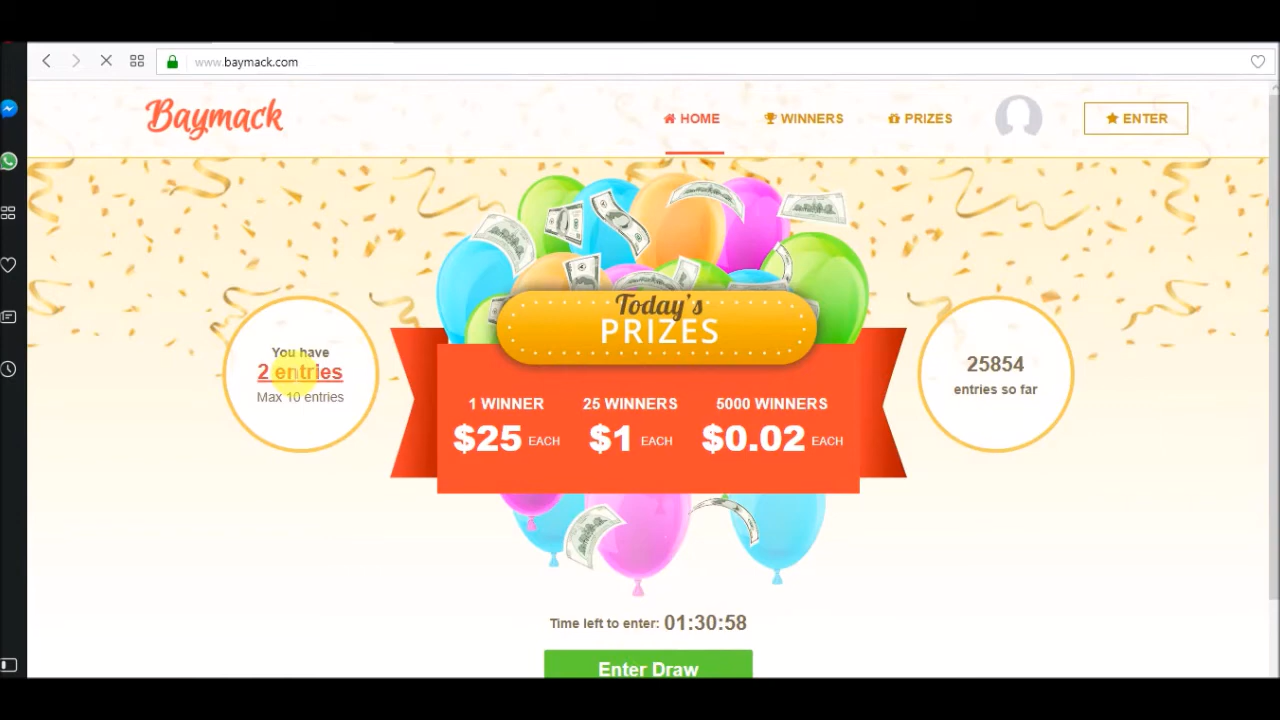 www.baymack.com
Baymack
HOME
WINNERS
PRIZES
ENTER
Today's
PRIZES
You have
2 entries
Max 10 entries
1 WINNER
$25 EACH
25 WINNERS
$1 EACH
5000 WINNERS
$0.02 EACH
25854
entries so far
Time left to enter: 01:30:58
Enter Draw